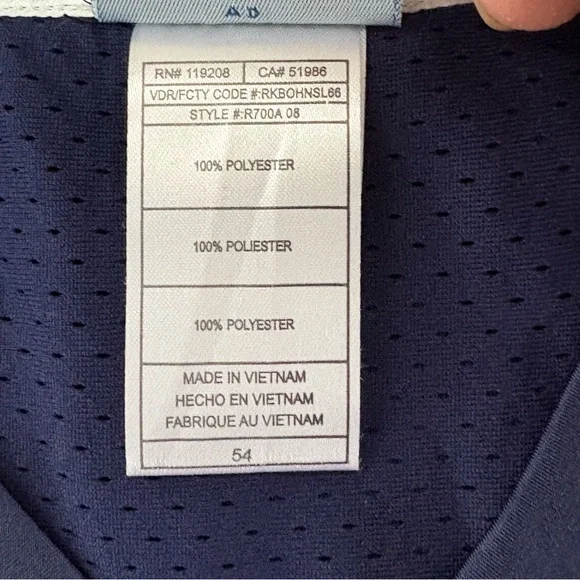 RN# 119208 CA# 51986
VDR/FCTY CODE #:RKBOHNSL66
STYLE #:R700A 08
100% POLYESTER
100% POLIESTER
100% POLYESTER
MADE IN VIETNAM
HECHO EN VIETNAM
FABRIQUE AU VIETNAM
54